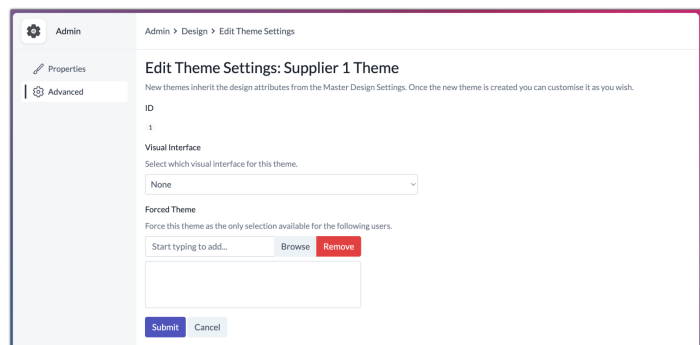 Admin
Admin > Design > Edit Theme Settings
Properties
Advanced
Edit Theme Settings: Supplier 1 Theme
New themes inherit the design attributes from the Master Design Settings. Once the new theme is created you can customise it as you wish.
ID
1
Visual Interface
Select which visual interface for this theme.
None
Forced Theme
Force this theme as the only selection available for the following users.
Start typing to add... Browse Remove
Submit Cancel